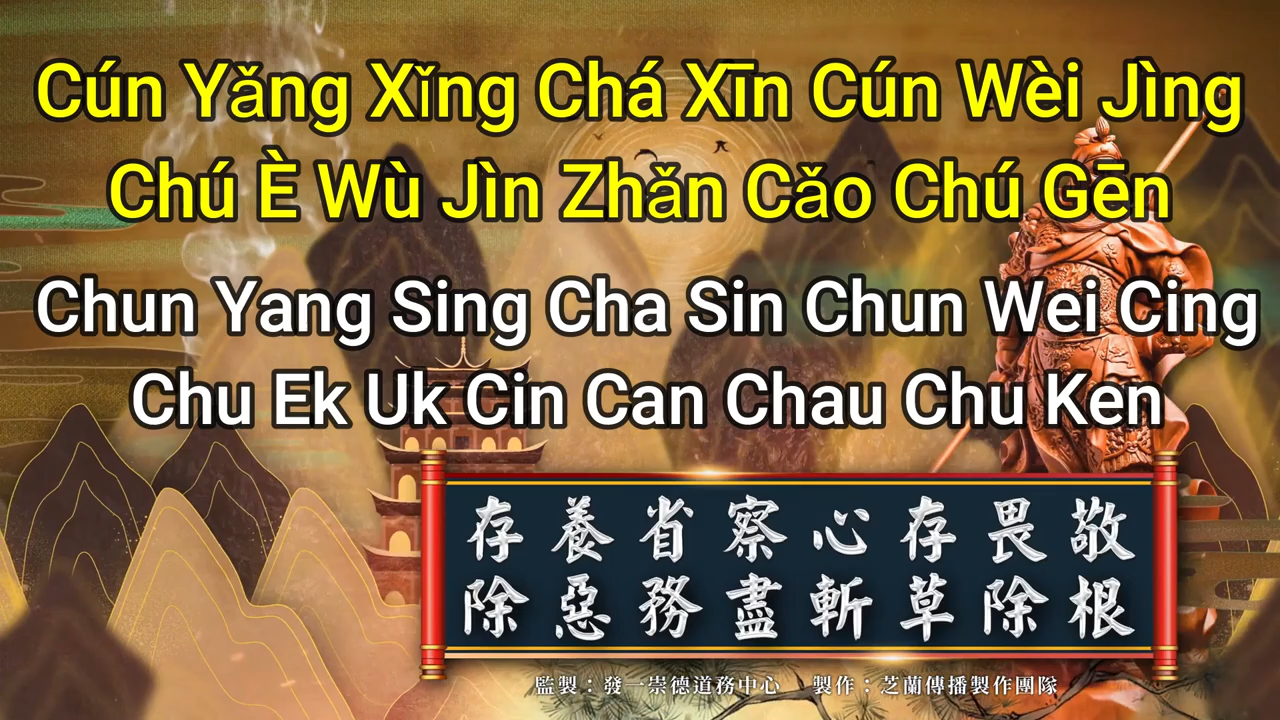 Cún Yǎng Xǐng Chá Xīn Cún Wèi Jìng
Chú È Wù Jìn Zhǎn Cǎo Chú Gēn
Chun Yang Sing Cha Sin Chun Wei Cing
Chu Ek Uk Cin Can Chau Chu Ken
存養省察心存畏敬
除惡務盡斬草除根
監製：發一崇德道務中心 製作：芝蘭傳播製作團隊